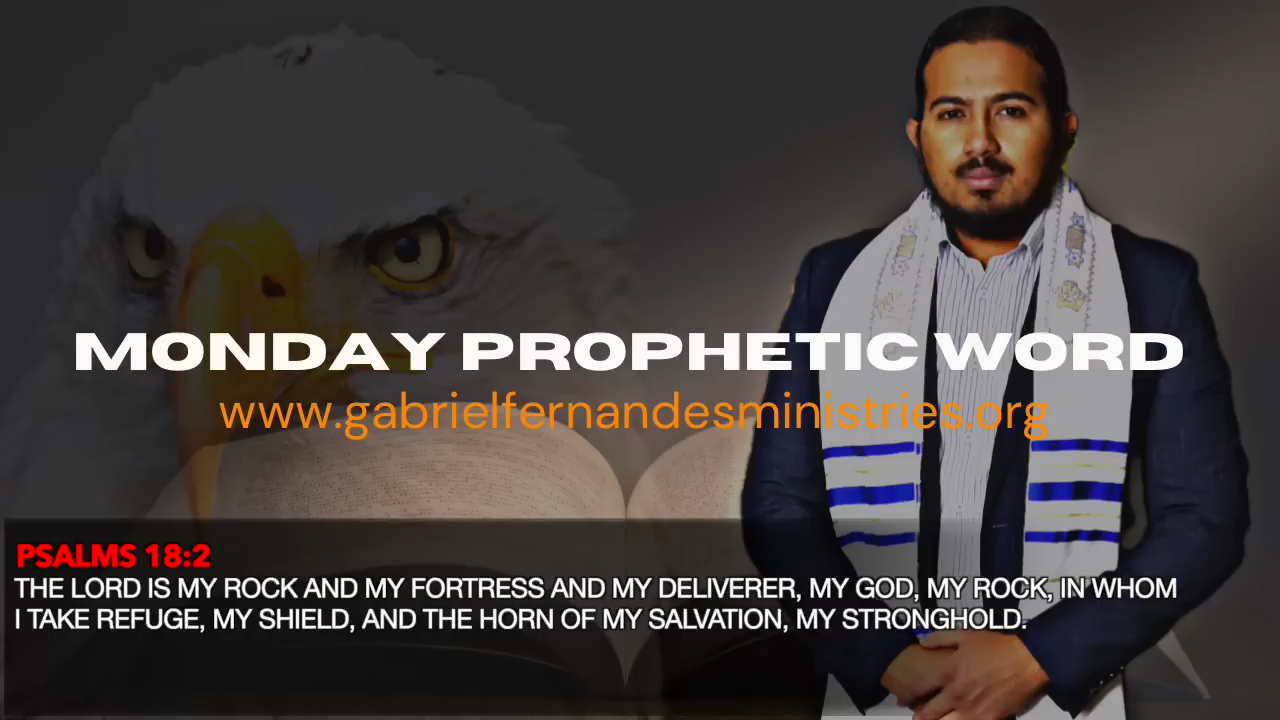 MONDAY PROPHETIC WORD
www.gabrielfernandesministries.org
PSALMS 18:2
THE LORD IS MY ROCK AND MY FORTRESS AND MY DELIVERER, MY GOD, MY ROCK, IN WHOM
I TAKE REFUGE, MY SHIELD, AND THE HORN OF MY SALVATION, MY STRONGHOLD.